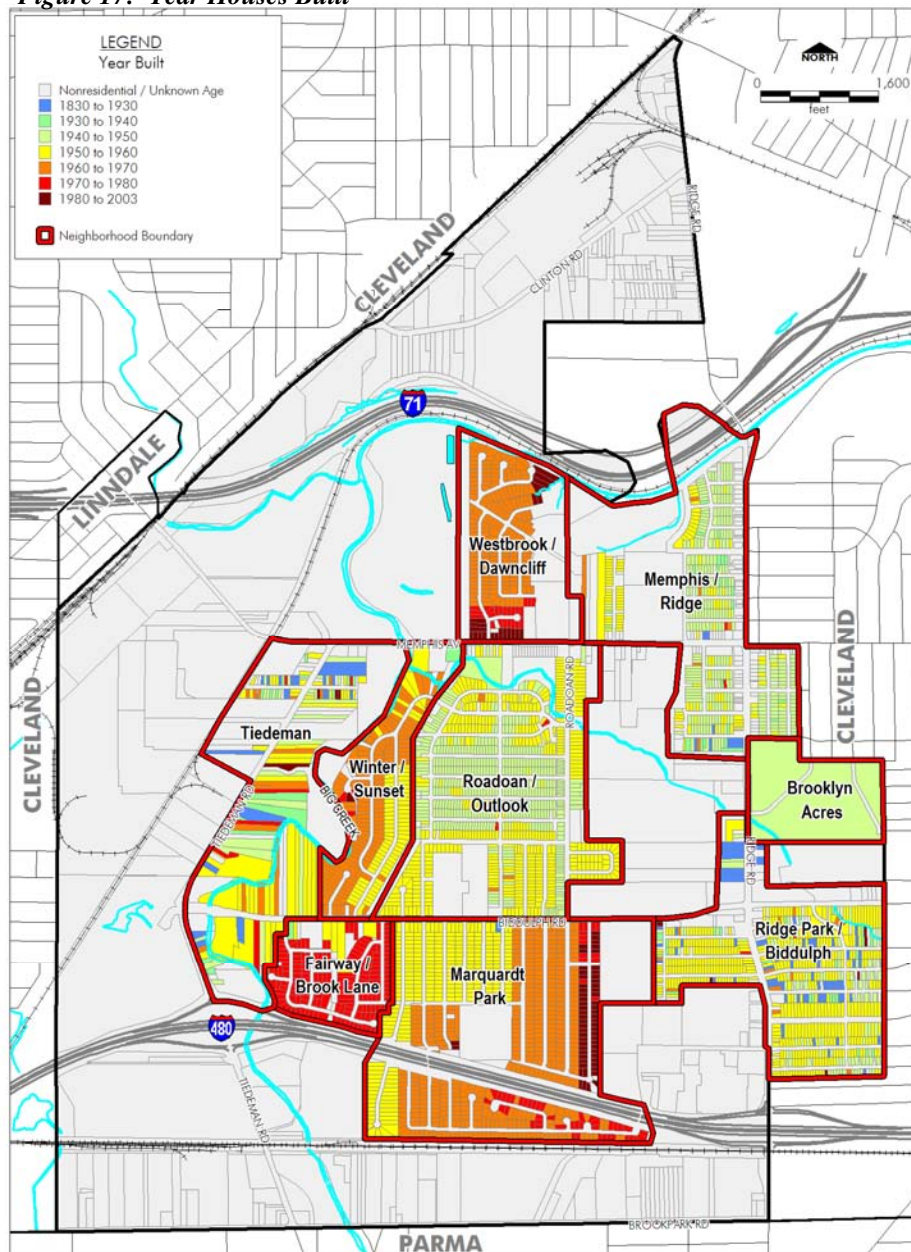 Figure 17: Year Houses Built
LEGEND
Year Built
Nonresidential / Unknown Age
1830 to 1930
1930 to 1940
1940 to 1950
1950 to 1960
1960 to 1970
1970 to 1980
1980 to 2003
Neighborhood Boundary
NORTH
0 1,600
feet
RIDGE RD
CLEVELAND
CLINTON RD
71
LINNDALE
Westbrook /
Dawncliff
Memphis /
Ridge
MEMPHIS AV
ROADOAN RD
CLEVELAND
CLEVELAND
Tiedeman
Winter /
Sunset
BIG CREEK
TIEDEMAN RD
Roadoan /
Outlook
Brooklyn
Acres
RIDGE RD
BIDDULPH RD
Ridge Park /
Biddulph
Fairway /
Brook Lane
Marquardt
Park
480
TIEDEMAN RD
BROOKPARK RD
PARMA